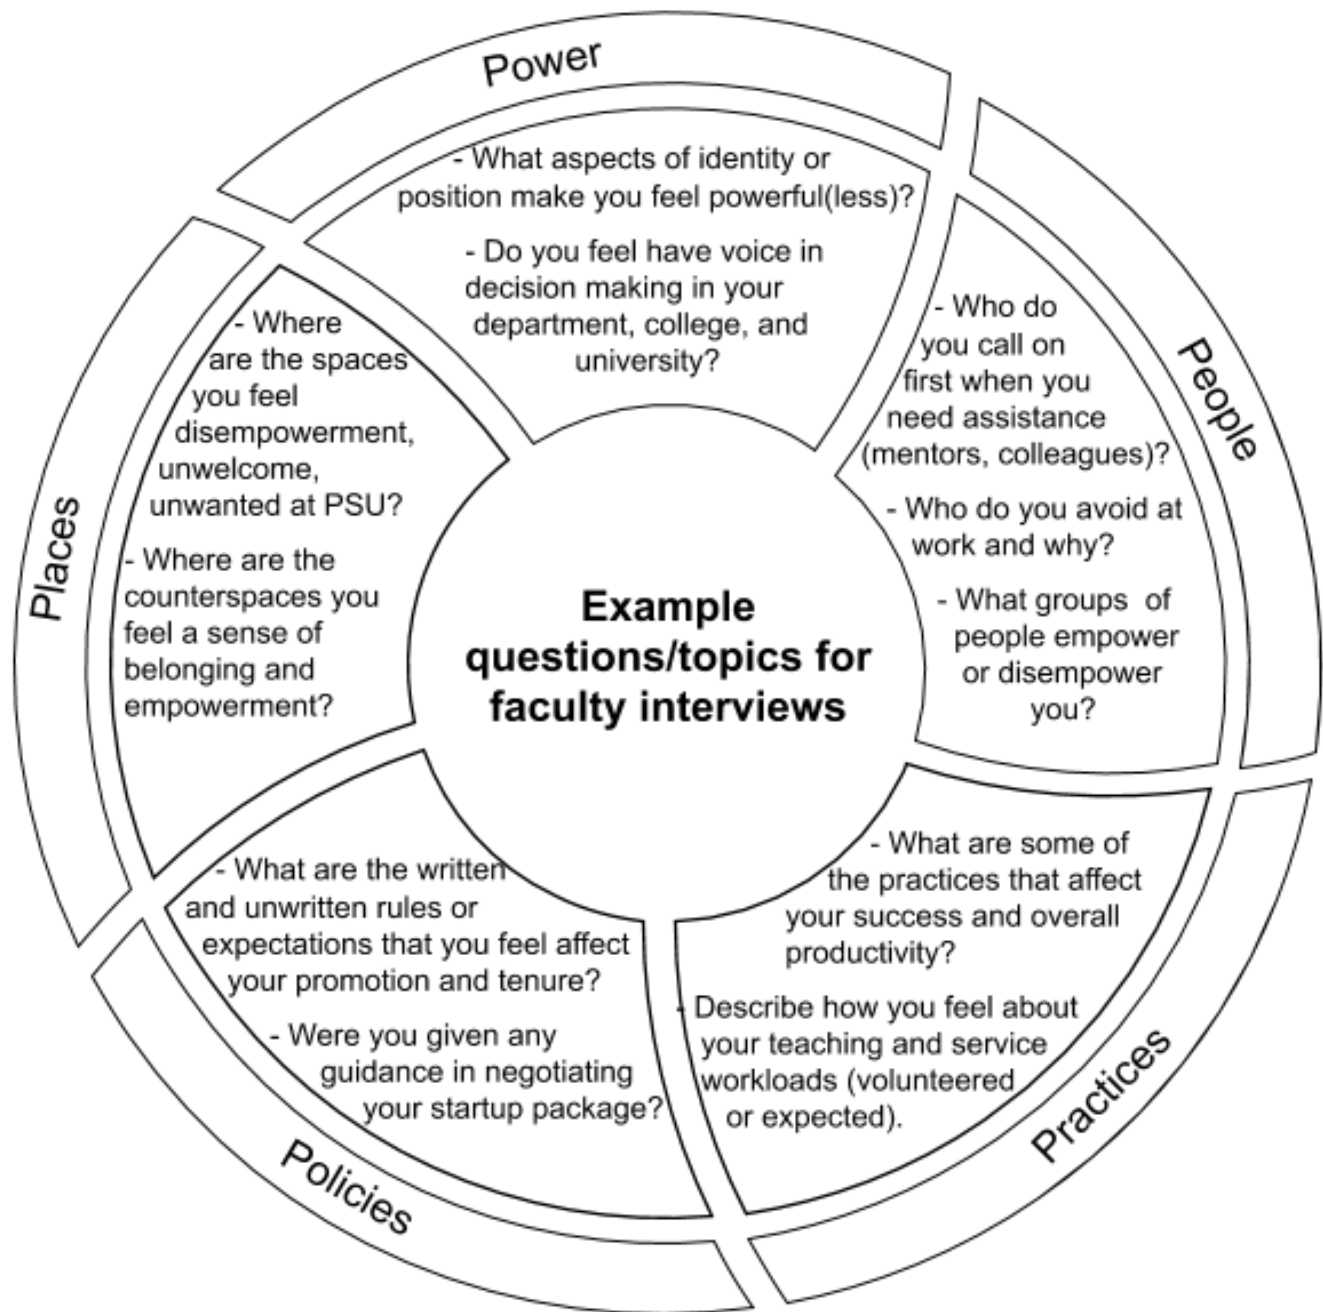 Power
- What aspects of identity or
position make you feel powerful(less)?
- Do you feel have voice in
decision making in your
department, college, and
university?
People
- Who do
you call on
first when you
need assistance
(mentors, colleagues)?
- Who do you avoid at
work and why?
- What groups of
people empower
or disempower
you?
Practices
- What are some of
the practices that affect
your success and overall
productivity?
- Describe how you feel about
your teaching and service
workloads (volunteered
or expected).
Policies
- What are the written
and unwritten rules or
expectations that you feel affect
your promotion and tenure?
- Were you given any
guidance in negotiating
your startup package?
Places
- Where
are the spaces
you feel
disempowerment,
unwelcome,
unwanted at PSU?
- Where are the
counterspaces you
feel a sense of
belonging and
empowerment?
Example
questions/topics for
faculty interviews